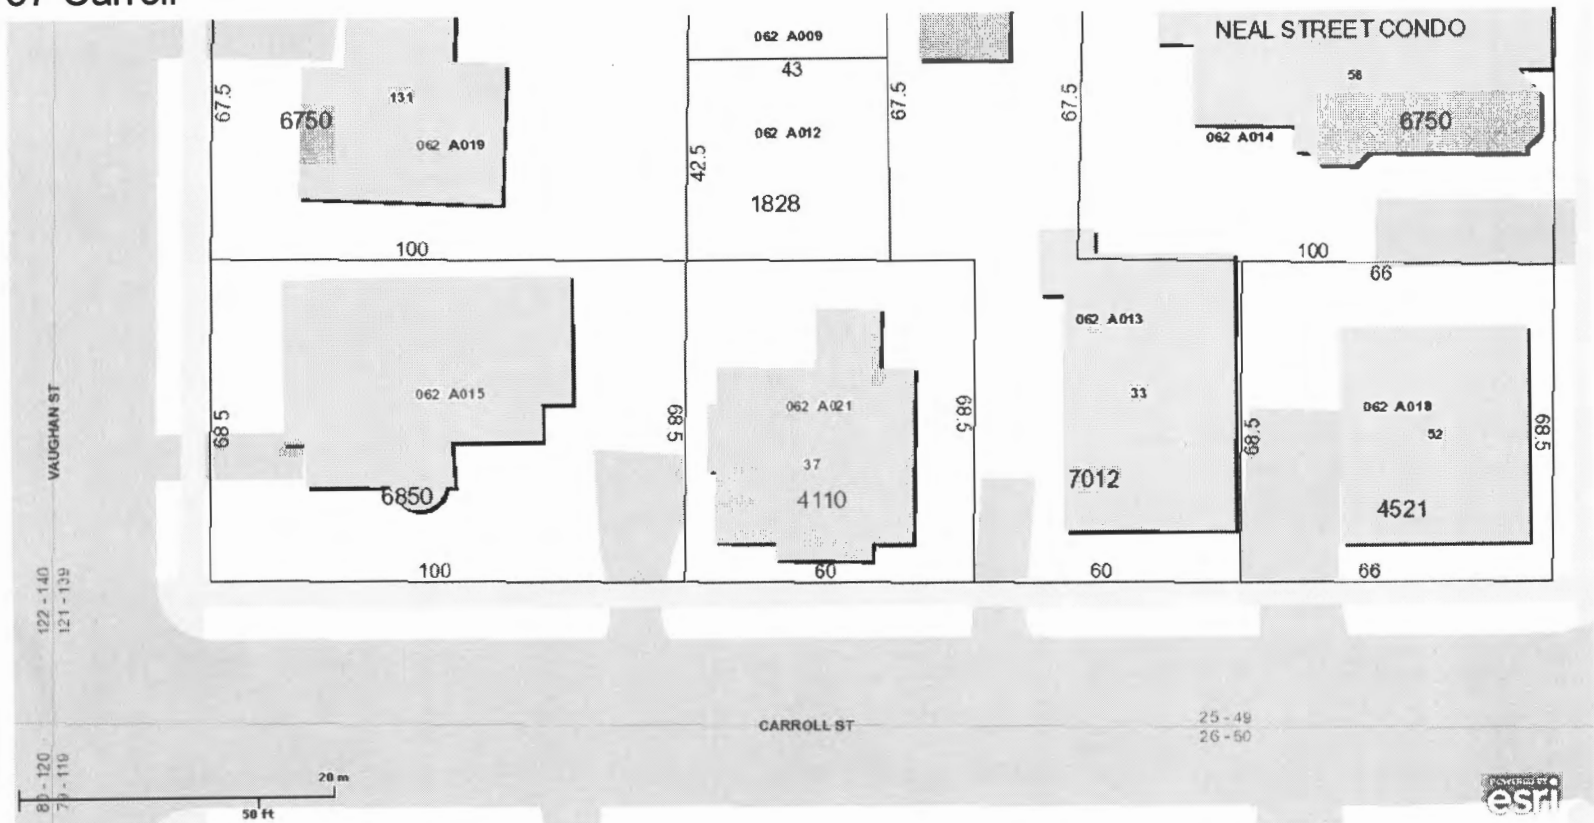 37 Carroll
NEAL STREET CONDO
062 A009
43
67.5
131
6750
062 A019
67.5
062 A012
42.5
1828
67.5
58
6750
062 A014
100
100
66
062 A015
68.5
6850
68.5
062 A021
37
4110
68.5
062 A013
33
7012
68.5
062 A018
52
4521
68.5
100
60
60
66
VAUGHAN ST
122 - 140
121 - 139
CARROLL ST
25 - 49
26 - 50
80 - 120
79 - 119
20 m
50 ft
POWERED BY
esri